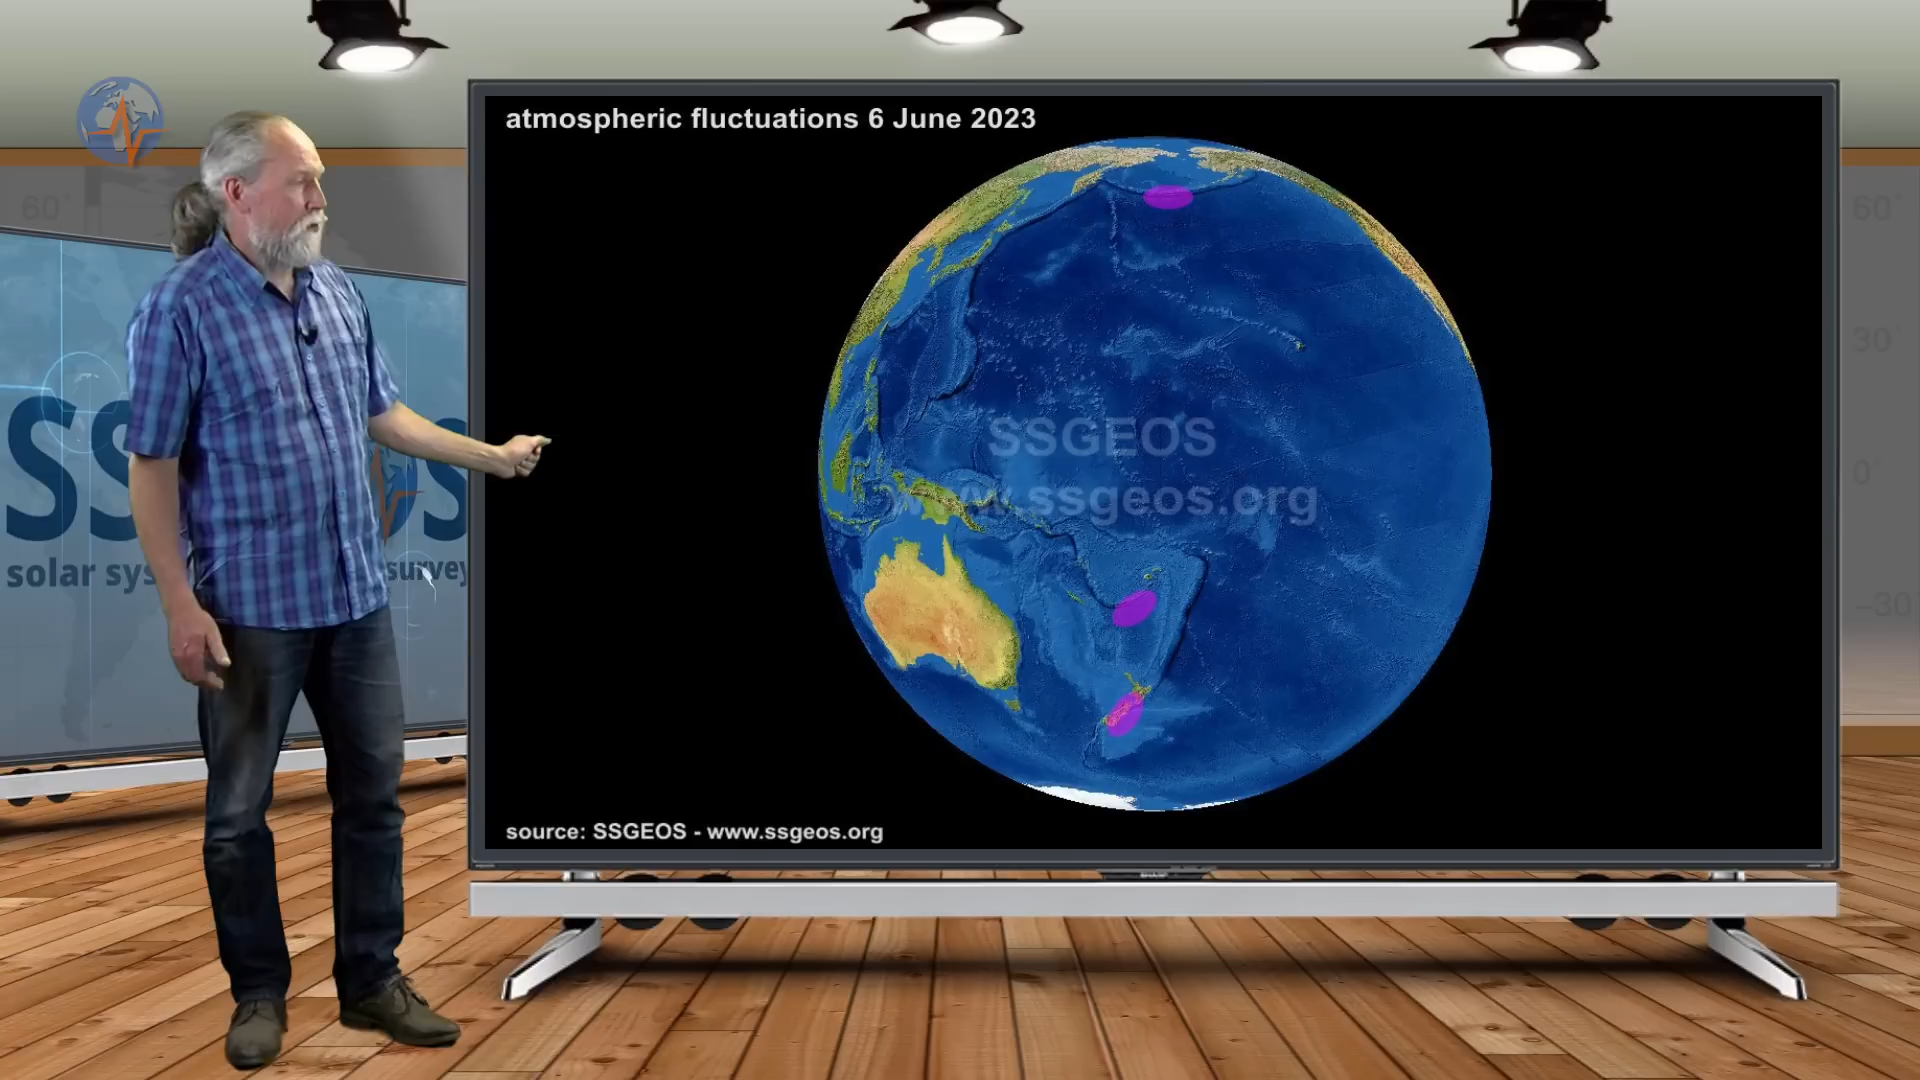 atmospheric fluctuations 6 June 2023
60°
60°
30°
SSGEOS
www.ssgeos.org
0°
-30°
solar sys
survey
source: SSGEOS - www.ssgeos.org